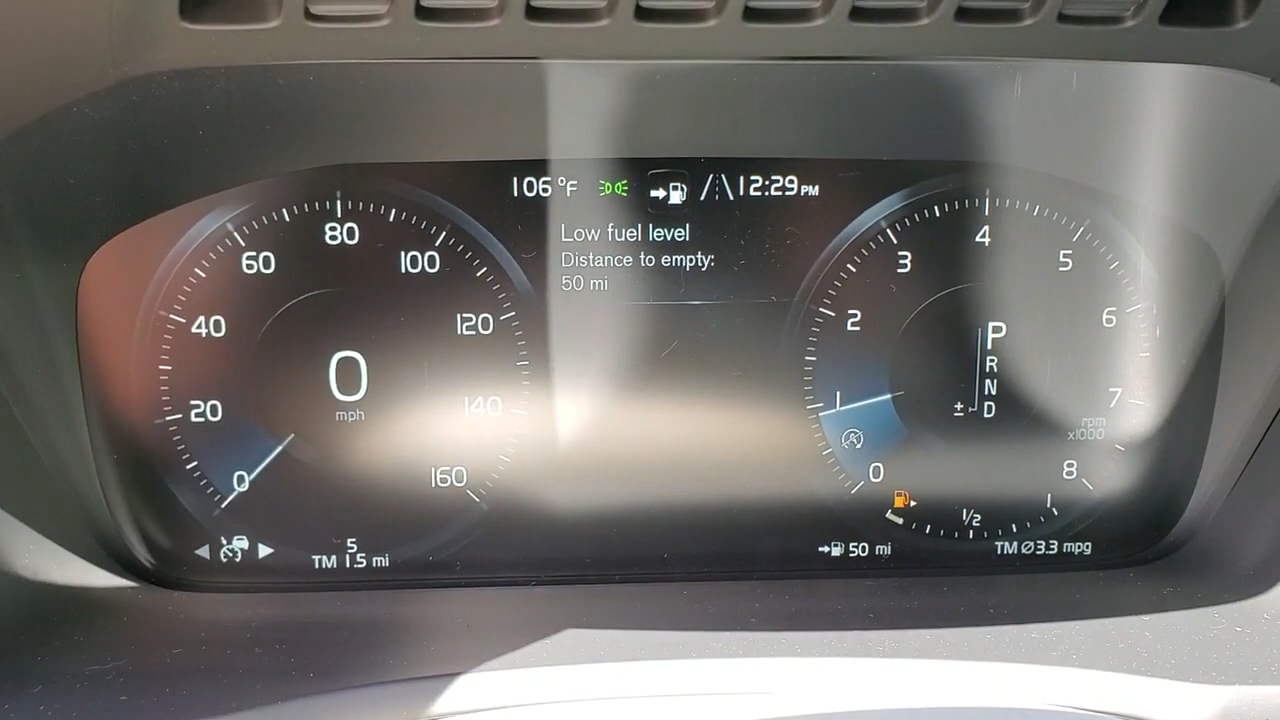 106 °F
12:29 PM
Low fuel level
Distance to empty:
50 mi
0
20
40
60
80
100
120
140
160
0
mph
0
1
2
3
4
5
6
7
8
rpm
x1000
P
R
N
± D
1/2
1
5
TM 1.5 mi
50 mi
TM Ø3.3 mpg